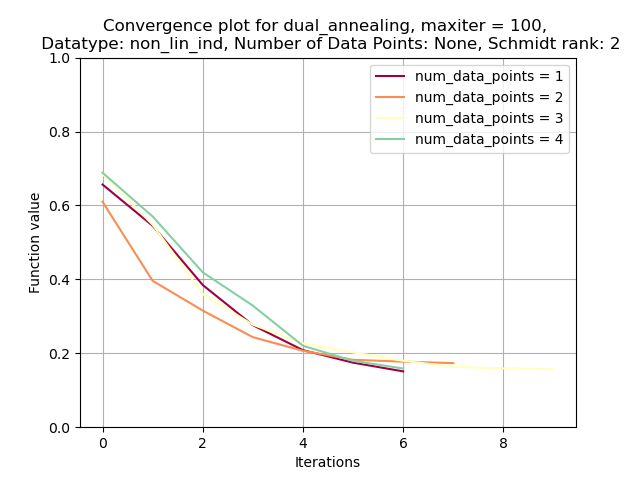 Convergence plot for dual_annealing, maxiter = 100,
Datatype: non_lin_ind, Number of Data Points: None, Schmidt rank: 2
num_data_points = 1
num_data_points = 2
num_data_points = 3
num_data_points = 4
Function value
1.0
0.8
0.6
0.4
0.2
0.0
0 2 4 6 8
Iterations